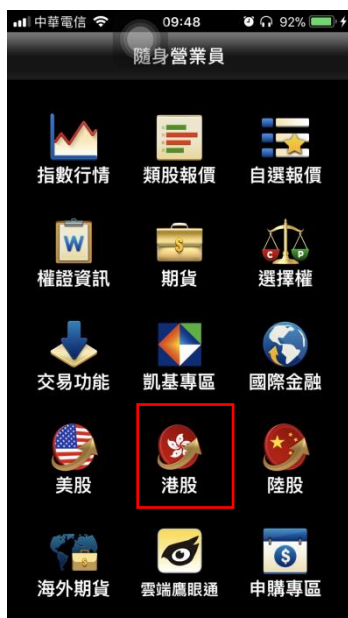 中華電信 09:48 92%
隨身營業員
指數行情 類股報價 自選報價
W $ C P
權證資訊 期貨 選擇權
交易功能 凱基專區 國際金融
美股 港股 陸股
$
海外期貨 雲端鷹眼通 申購專區